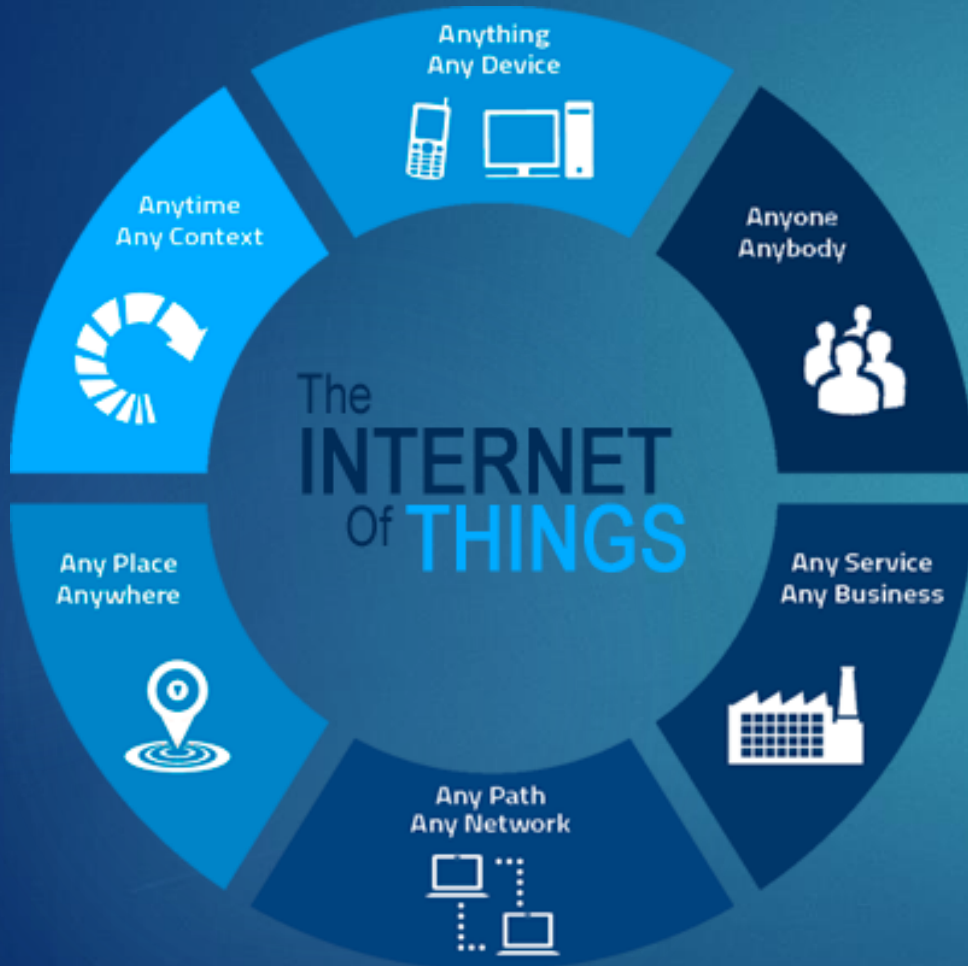 Anything
Any Device
Anyone
Anybody
Any Service
Any Business
Any Path
Any Network
Any Place
Anywhere
Anytime
Any Context
The
INTERNET
Of THINGS